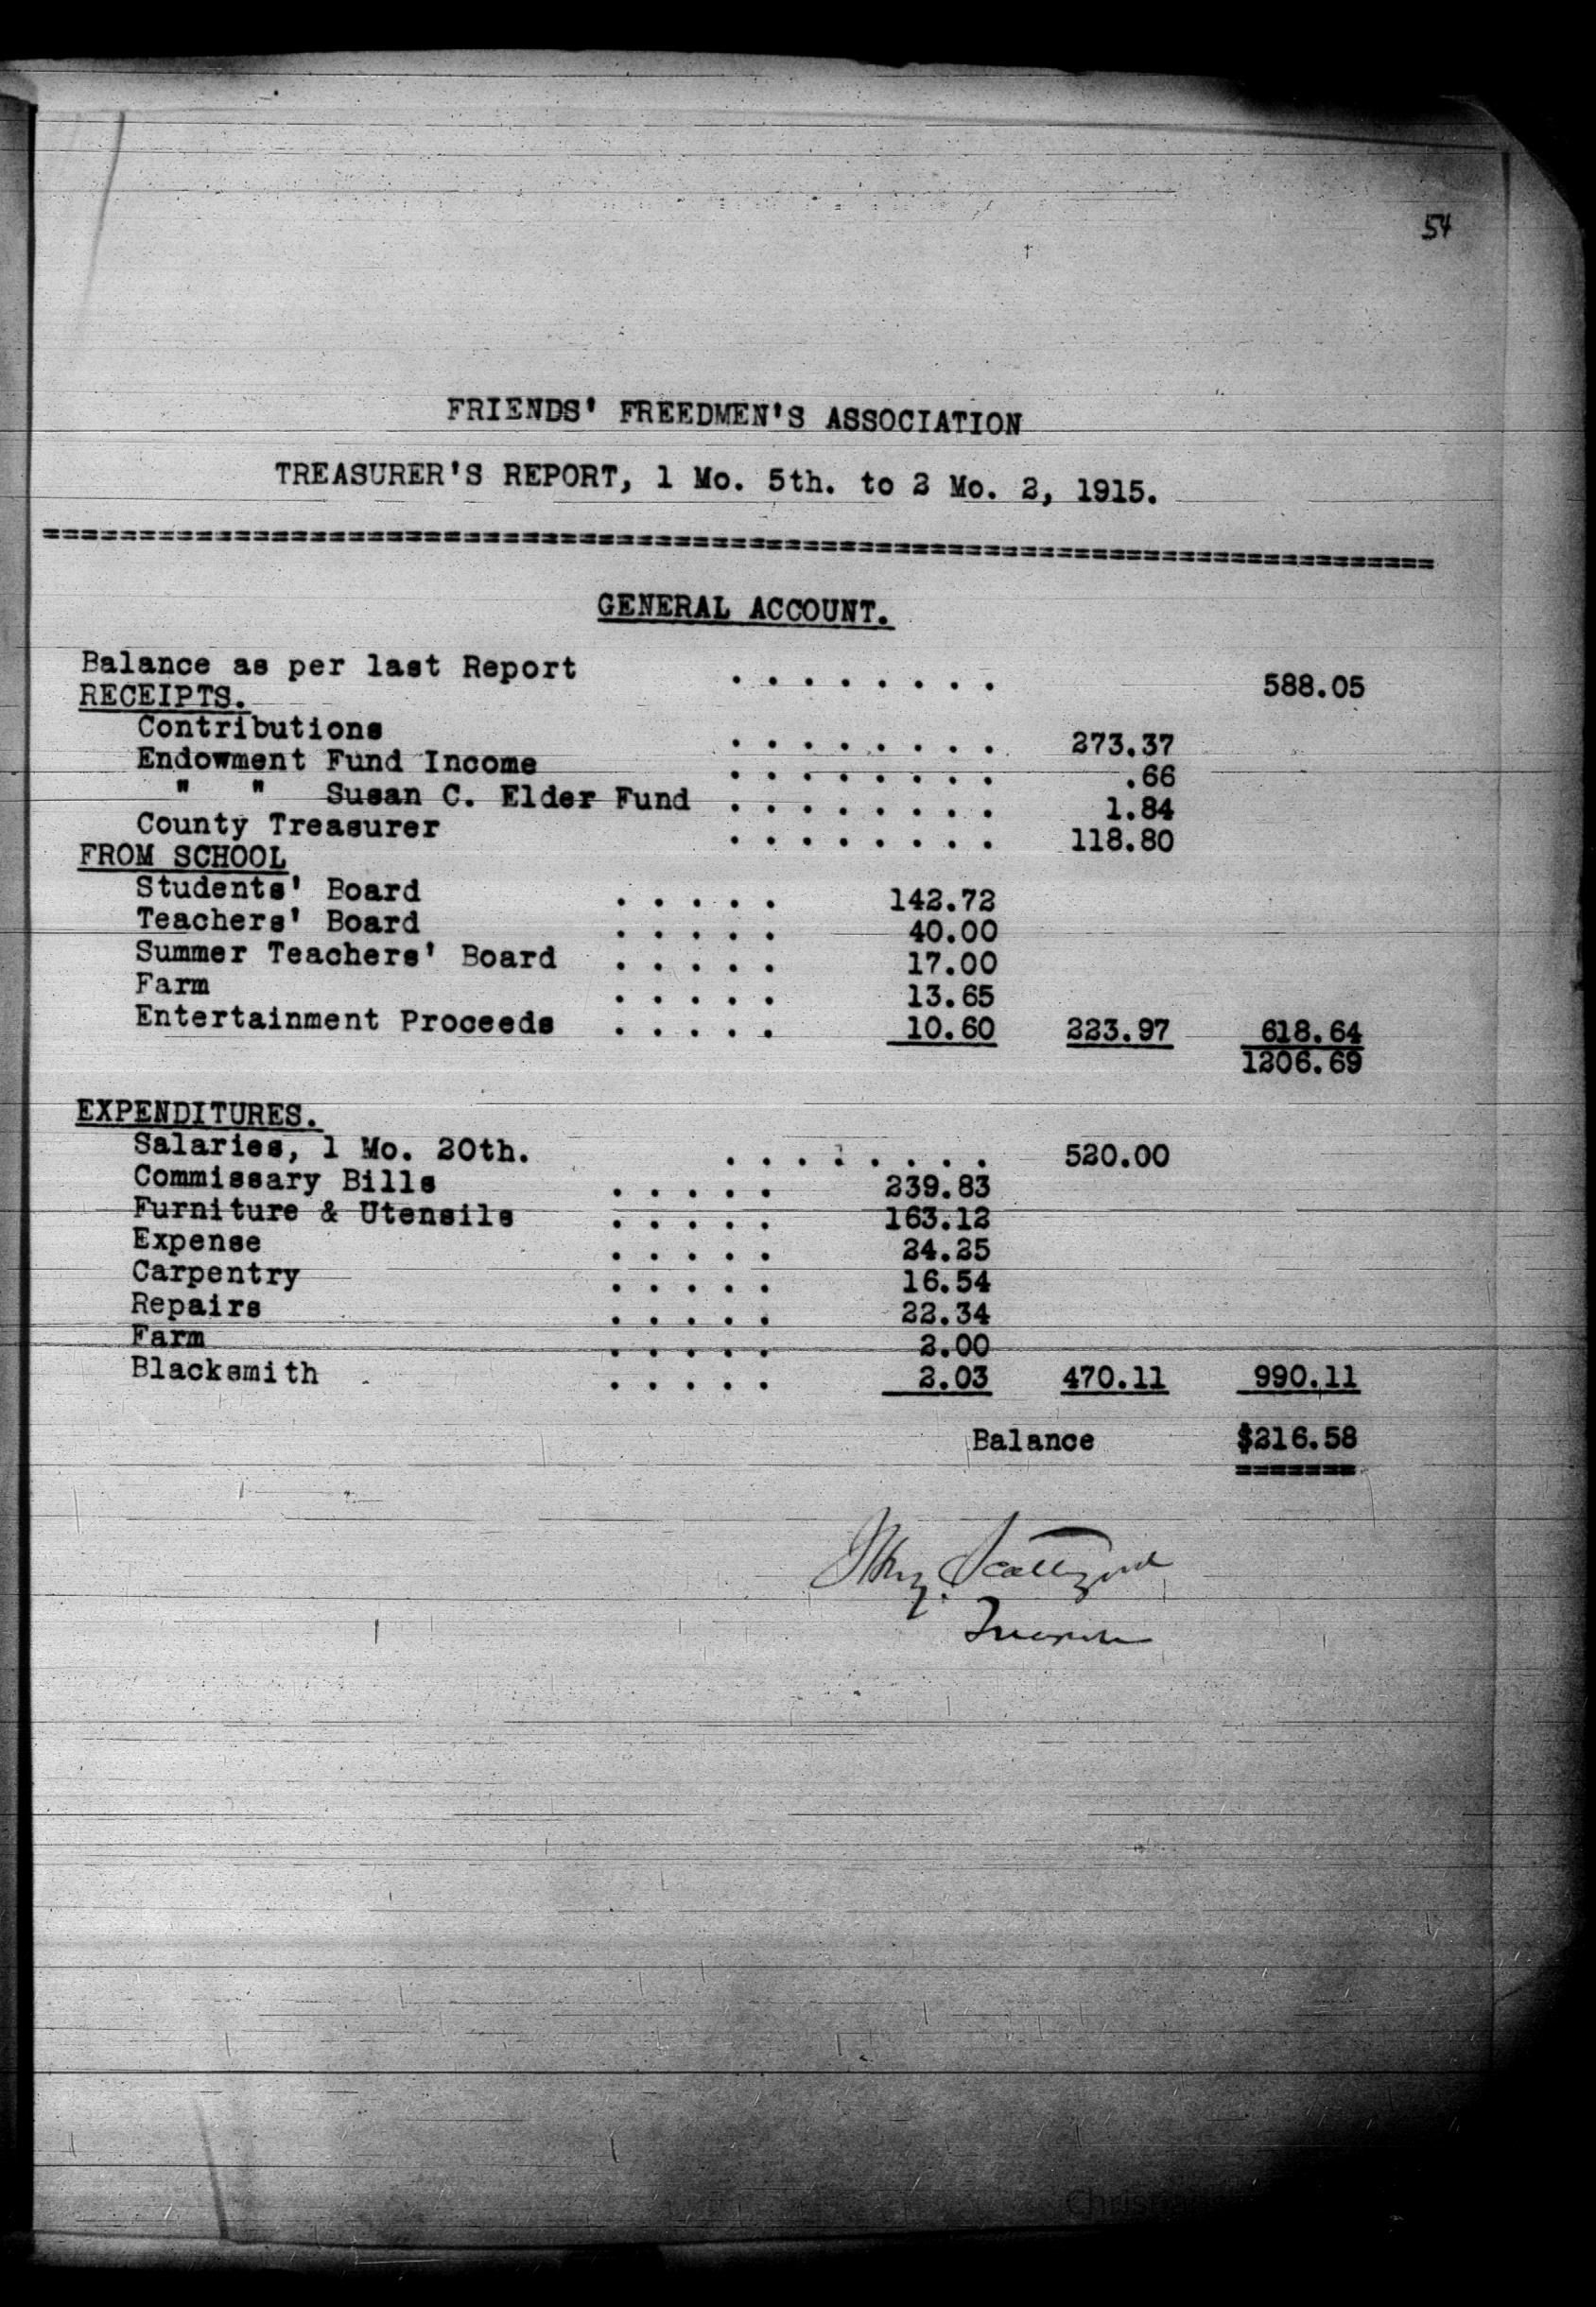 54
FRIENDS' FREEDMEN'S ASSOCIATION
TREASURER'S REPORT, 1 Mo. 5th. to 2 Mo. 2, 1915.
GENERAL ACCOUNT.
Balance as per last Report . . . . . . . . 588.05
RECEIPTS.
Contributions . . . . . . . . 273.37
Endowment Fund Income . . . . . . . . .66
" " Susan C. Elder Fund . . . . . . . . 1.84
County Treasurer . . . . . . . . 118.80
FROM SCHOOL
Students' Board . . . . . 142.72
Teachers' Board . . . . . 40.00
Summer Teachers' Board . . . . . 17.00
Farm . . . . . 13.65
Entertainment Proceeds . . . . . 10.60 223.97 618.64
1206.69
EXPENDITURES.
Salaries, 1 Mo. 20th. . . . . . . . . 520.00
Commissary Bills . . . . . 239.83
Furniture & Utensils . . . . . 163.12
Expense . . . . . 24.25
Carpentry . . . . . 16.54
Repairs . . . . . 22.34
Farm . . . . . 2.00
Blacksmith . . . . . 2.03 470.11 990.11
Balance $216.58
Scattergood
Treasurer
Chris